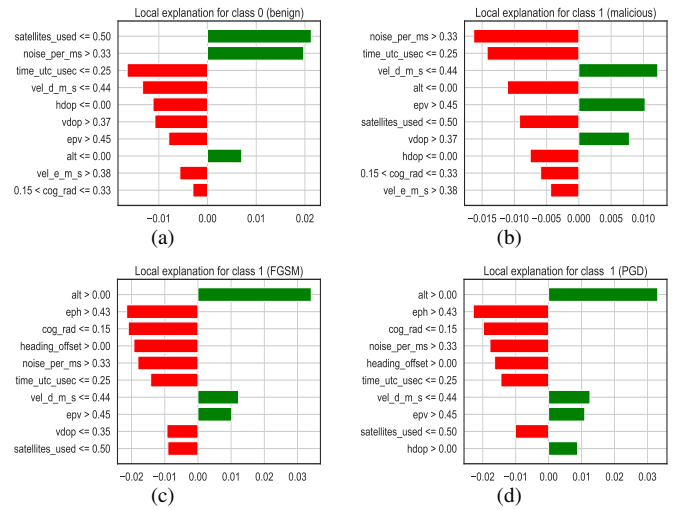 Local explanation for class 0 (benign)
satellites_used <= 0.50
noise_per_ms > 0.33
time_utc_usec <= 0.25
vel_d_m_s <= 0.44
hdop <= 0.00
vdop > 0.37
epv > 0.45
alt <= 0.00
vel_e_m_s > 0.38
0.15 < cog_rad <= 0.33
−0.01 0.00 0.01 0.02
(a)
Local explanation for class 1 (malicious)
noise_per_ms > 0.33
time_utc_usec <= 0.25
vel_d_m_s <= 0.44
alt <= 0.00
epv > 0.45
satellites_used <= 0.50
vdop > 0.37
hdop <= 0.00
0.15 < cog_rad <= 0.33
vel_e_m_s > 0.38
−0.015 −0.010 −0.005 0.000 0.005 0.010
(b)
Local explanation for class 1 (FGSM)
alt > 0.00
eph > 0.43
cog_rad <= 0.15
heading_offset > 0.00
noise_per_ms > 0.33
time_utc_usec <= 0.25
vel_d_m_s <= 0.44
epv > 0.45
vdop <= 0.35
satellites_used <= 0.50
−0.02 −0.01 0.00 0.01 0.02 0.03
(c)
Local explanation for class 1 (PGD)
alt > 0.00
eph > 0.43
cog_rad <= 0.15
noise_per_ms > 0.33
heading_offset > 0.00
time_utc_usec <= 0.25
vel_d_m_s <= 0.44
epv > 0.45
satellites_used <= 0.50
hdop > 0.00
−0.02 −0.01 0.00 0.01 0.02 0.03
(d)